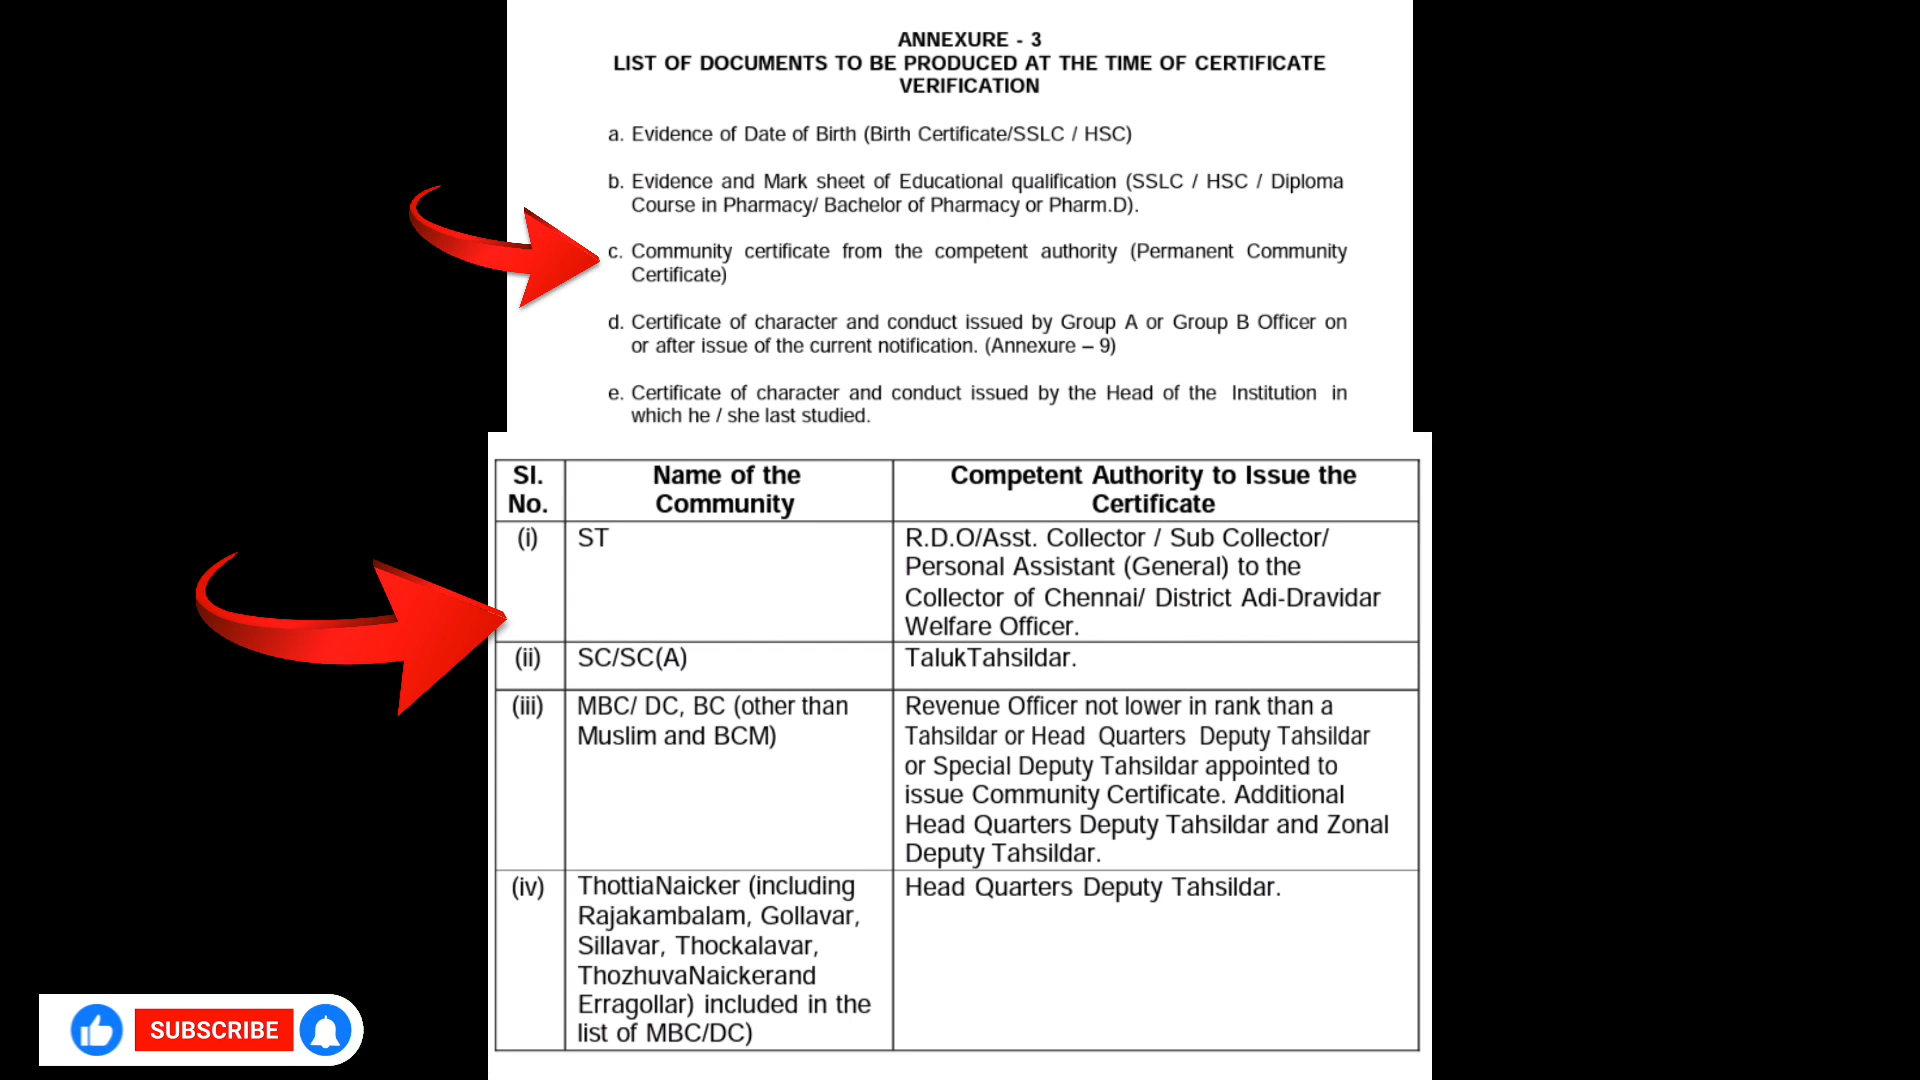 ANNEXURE - 3
LIST OF DOCUMENTS TO BE PRODUCED AT THE TIME OF CERTIFICATE
VERIFICATION
a. Evidence of Date of Birth (Birth Certificate/SSLC / HSC)
b. Evidence and Mark sheet of Educational qualification (SSLC / HSC / Diploma
Course in Pharmacy/ Bachelor of Pharmacy or Pharm.D).
c. Community certificate from the competent authority (Permanent Community
Certificate)
d. Certificate of character and conduct issued by Group A or Group B Officer on
or after issue of the current notification. (Annexure – 9)
e. Certificate of character and conduct issued by the Head of the Institution in
which he / she last studied.
Sl. No.
Name of the Community
Competent Authority to Issue the Certificate
(i)
ST
R.D.O/Asst. Collector / Sub Collector/
Personal Assistant (General) to the
Collector of Chennai/ District Adi-Dravidar
Welfare Officer.
(ii)
SC/SC(A)
TalukTahsildar.
(iii)
MBC/ DC, BC (other than
Muslim and BCM)
Revenue Officer not lower in rank than a
Tahsildar or Head Quarters Deputy Tahsildar
or Special Deputy Tahsildar appointed to
issue Community Certificate. Additional
Head Quarters Deputy Tahsildar and Zonal
Deputy Tahsildar.
(iv)
ThottiaNaicker (including
Rajakambalam, Gollavar,
Sillavar, Thockalavar,
ThozhuvaNaickerand
Erragollar) included in the
list of MBC/DC)
Head Quarters Deputy Tahsildar.
SUBSCRIBE